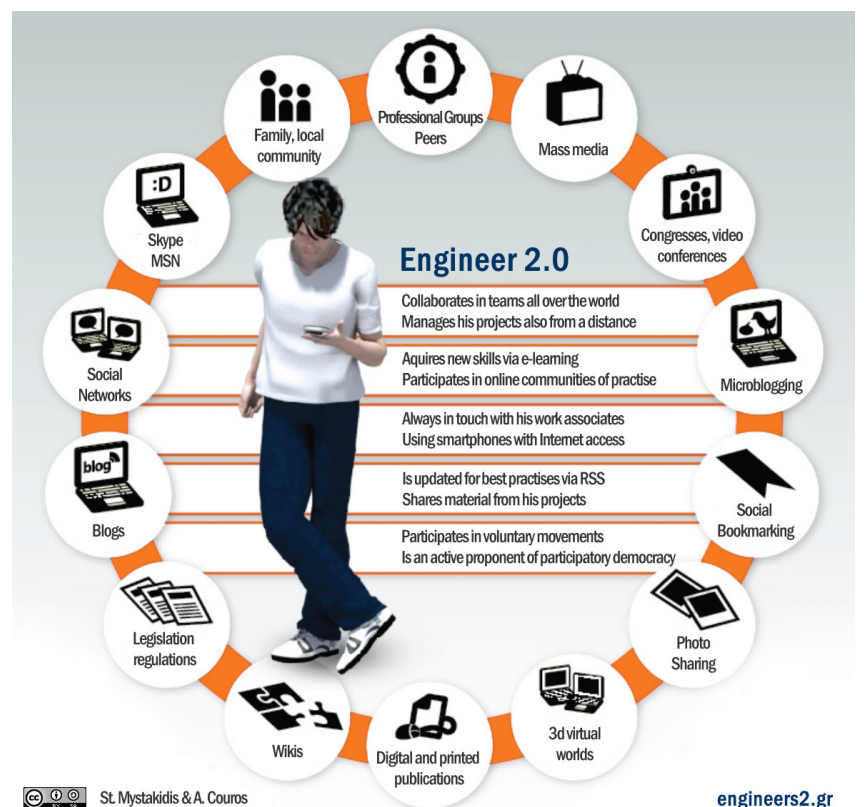 Professional Groups
Peers
Family, local
community
Mass media
:D
Skype
MSN
Congresses, video
conferences
Engineer 2.0
Collaborates in teams all over the world
Manages his projects also from a distance
Social
Networks
Aquires new skills via e-learning
Participates in online communities of practise
Microblogging
Always in touch with his work associates
Using smartphones with Internet access
blog
Blogs
Is updated for best practises via RSS
Shares material from his projects
Social
Bookmarking
Participates in voluntary movements
Is an active proponent of participatory democracy
Legislation
regulations
Photo
Sharing
Wikis
Digital and printed
publications
3d virtual
worlds
cc
St. Mystakidis & A. Couros
engineers2.gr